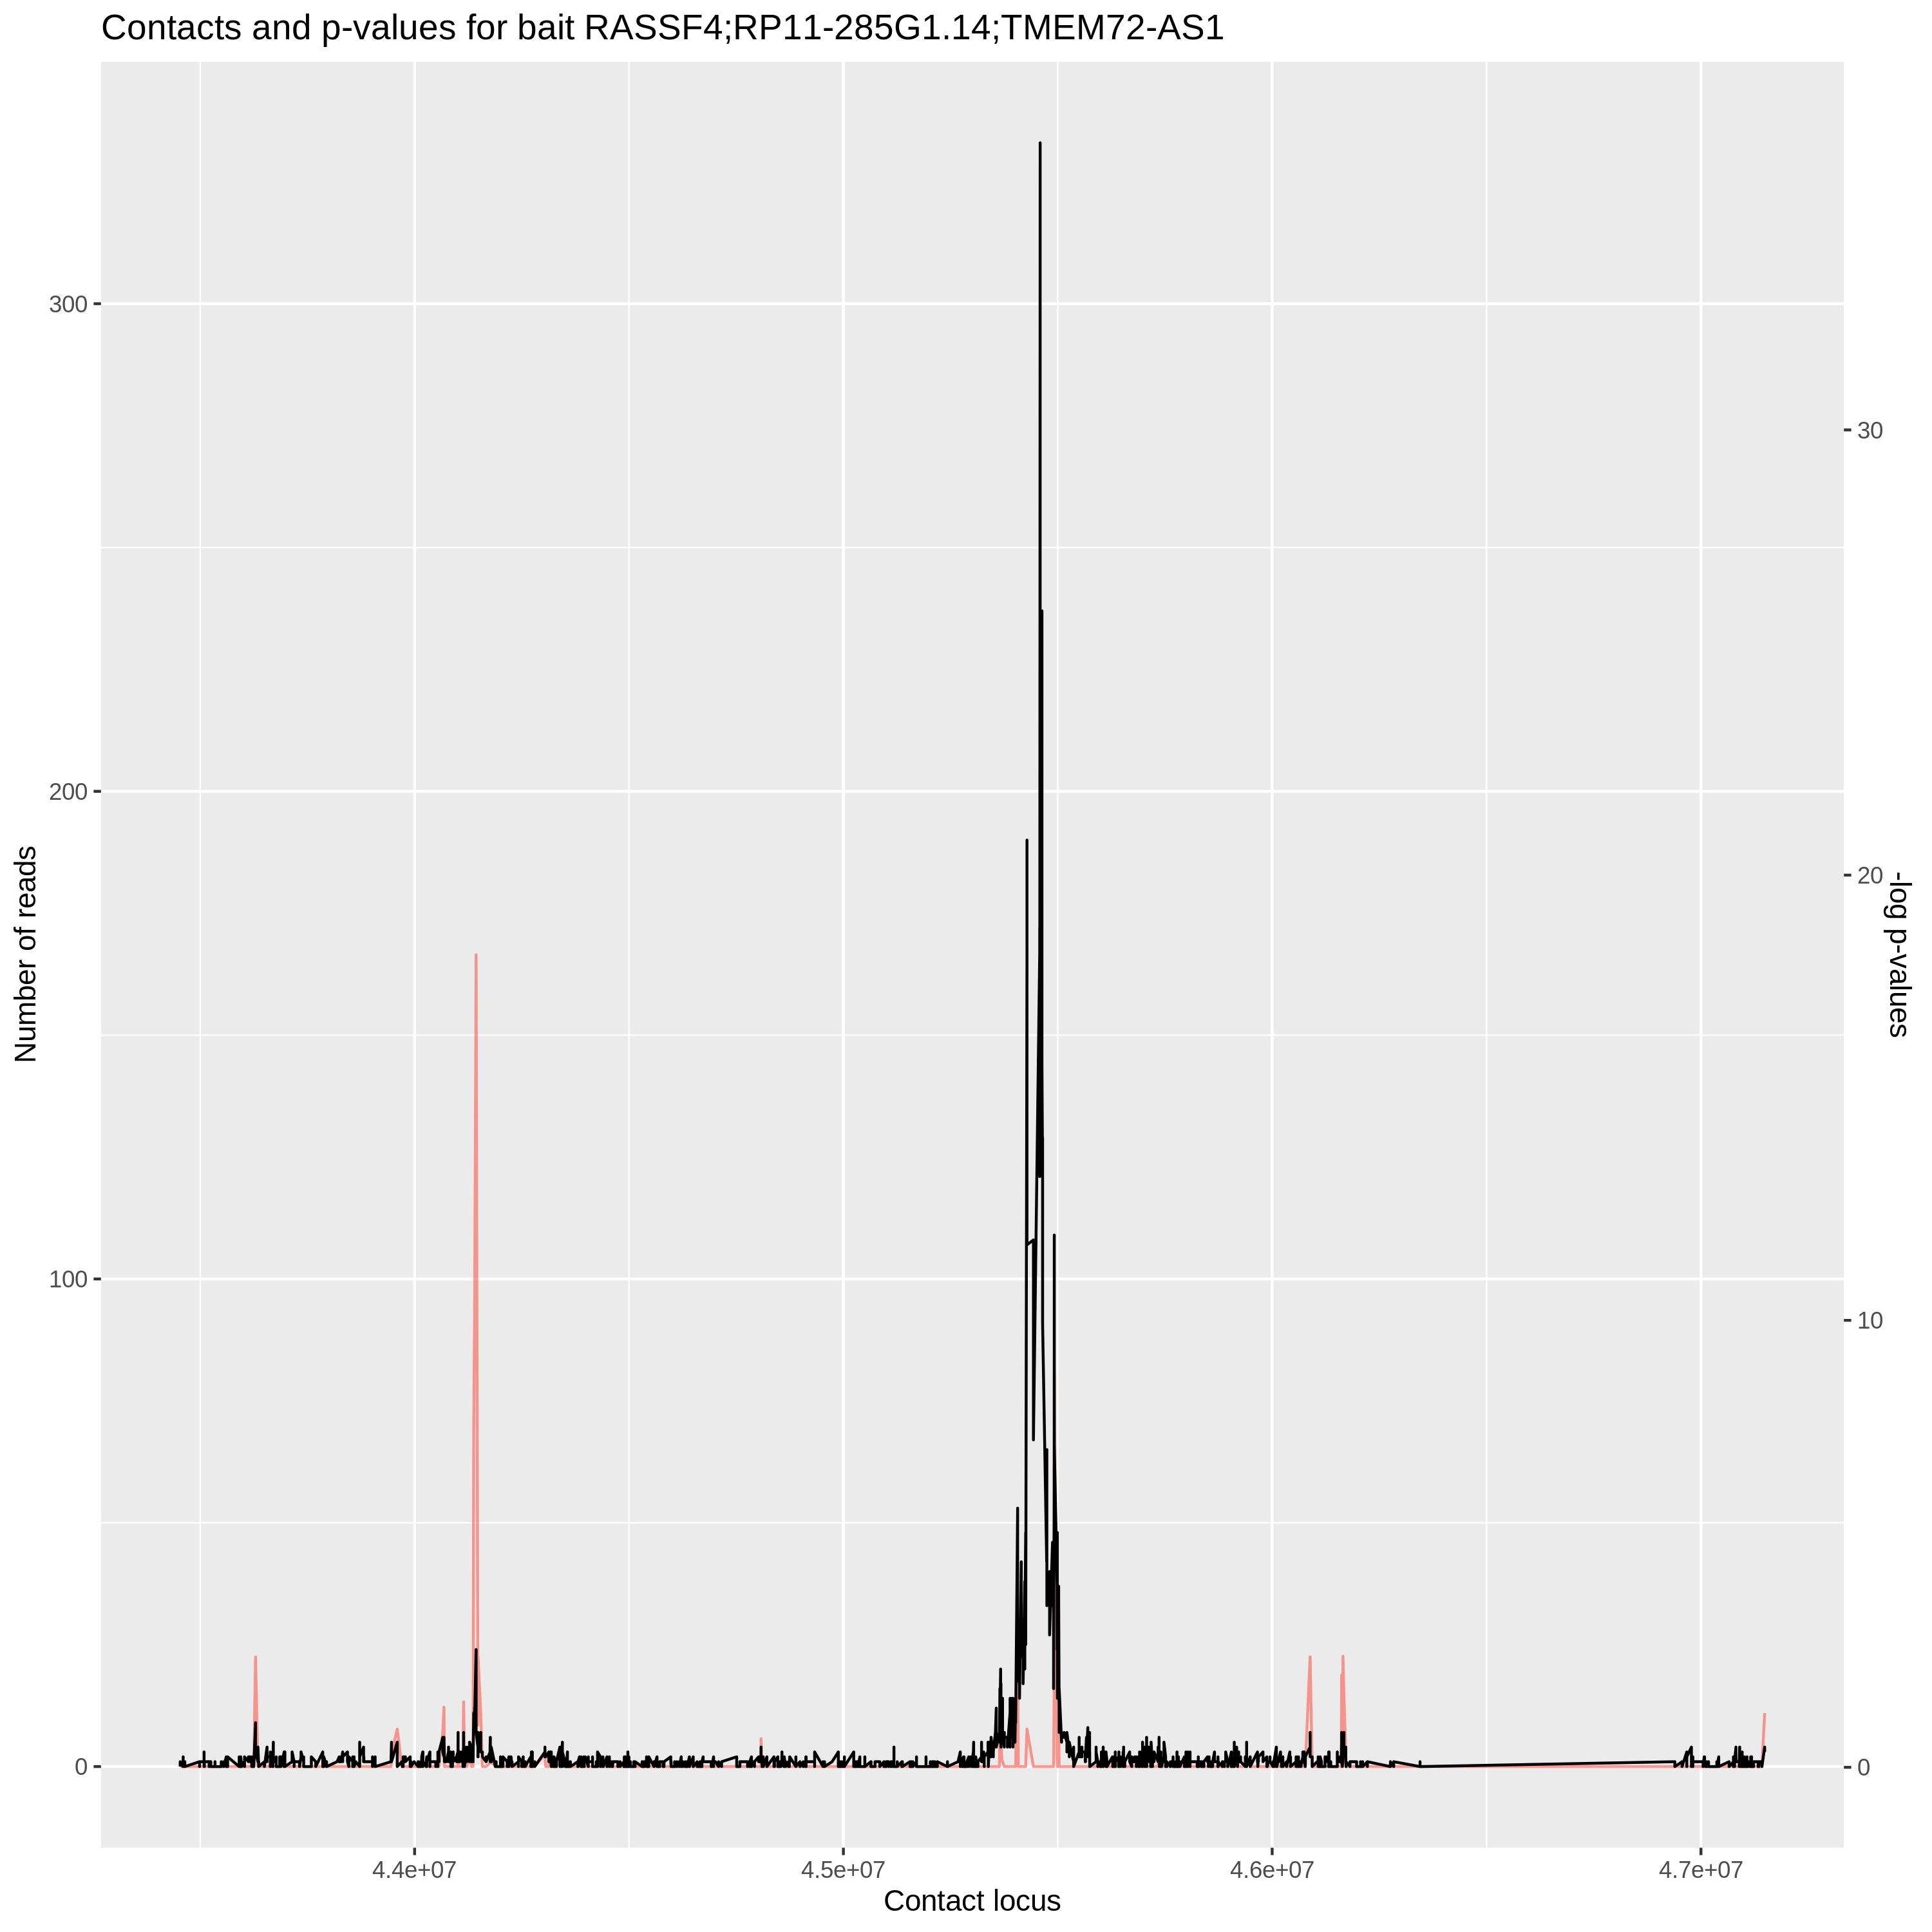 Contacts and p-values for bait RASSF4;RP11-285G1.14;TMEM72-AS1
300
200
100
0
Number of reads
30
20
10
0
-log p-values
4.4e+07
4.5e+07
4.6e+07
4.7e+07
Contact locus